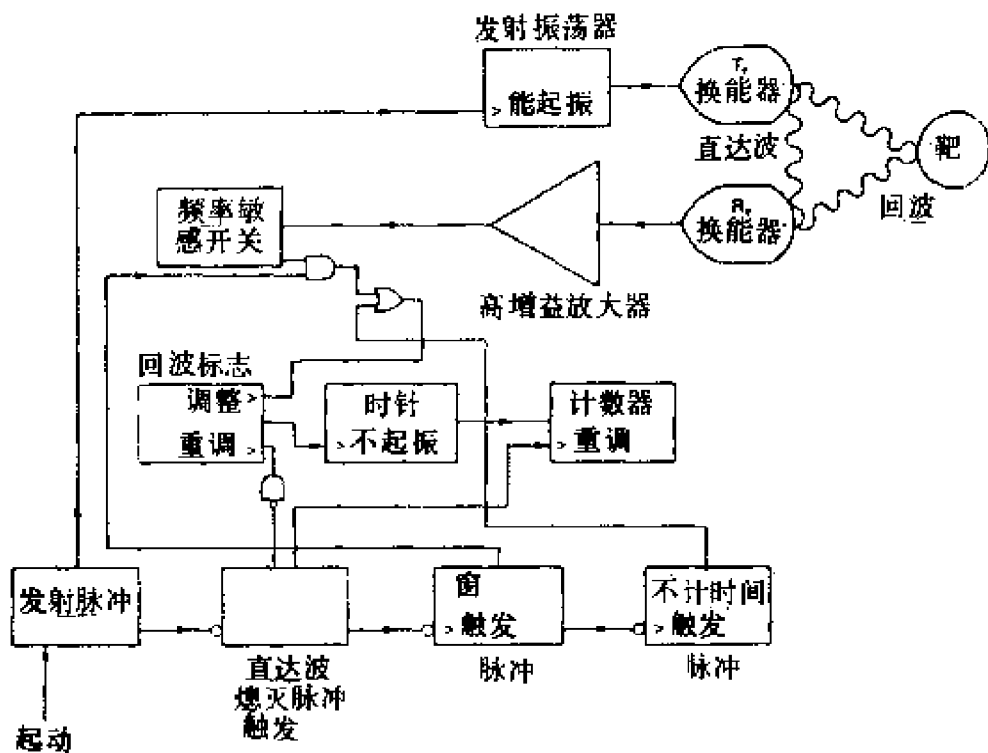 发射振荡器
>能起振
Tr
换能器
直达波
靶
回波
频率敏
感开关
Rr
换能器
高增益放大器
回波标志
调整>
重调>
时针
>不起振
计数器
>重调
发射脉冲
直达波
熄灭脉冲
触发
窗
>触发
脉冲
不计时间
>触发
脉冲
起动